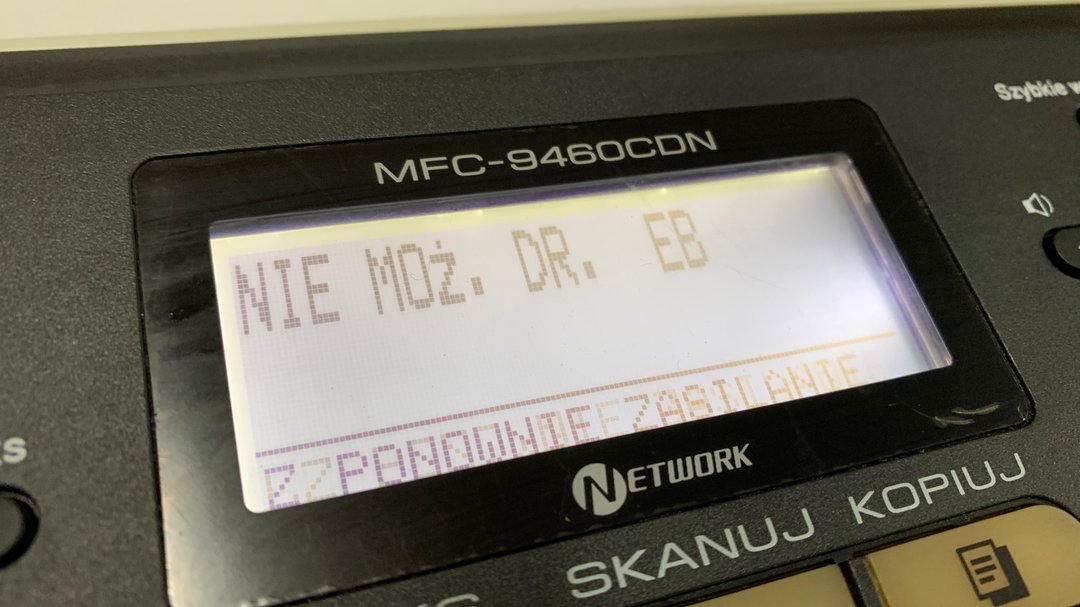 Szybkie w
MFC-9460CDN
NIE MOŻ. DR. EB
NETWORK
SKANUJ
KOPIUJ